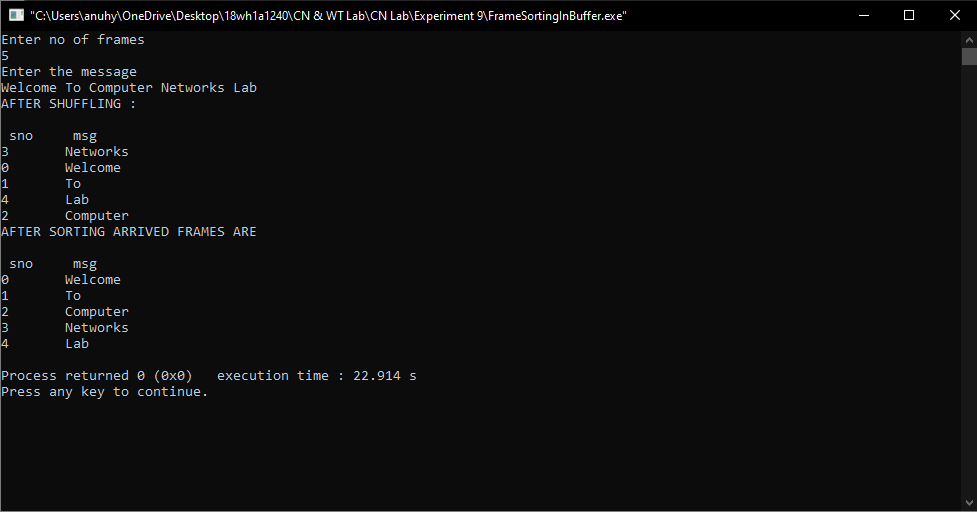 "C:\Users\anuhy\OneDrive\Desktop\18wh1a1240\CN & WT Lab\CN Lab\Experiment 9\FrameSortingInBuffer.exe"
Enter no of frames
5
Enter the message
Welcome To Computer Networks Lab
AFTER SHUFFLING :
sno     msg
3       Networks
0       Welcome
1       To
4       Lab
2       Computer
AFTER SORTING ARRIVED FRAMES ARE
sno     msg
0       Welcome
1       To
2       Computer
3       Networks
4       Lab
Process returned 0 (0x0)   execution time : 22.914 s
Press any key to continue.